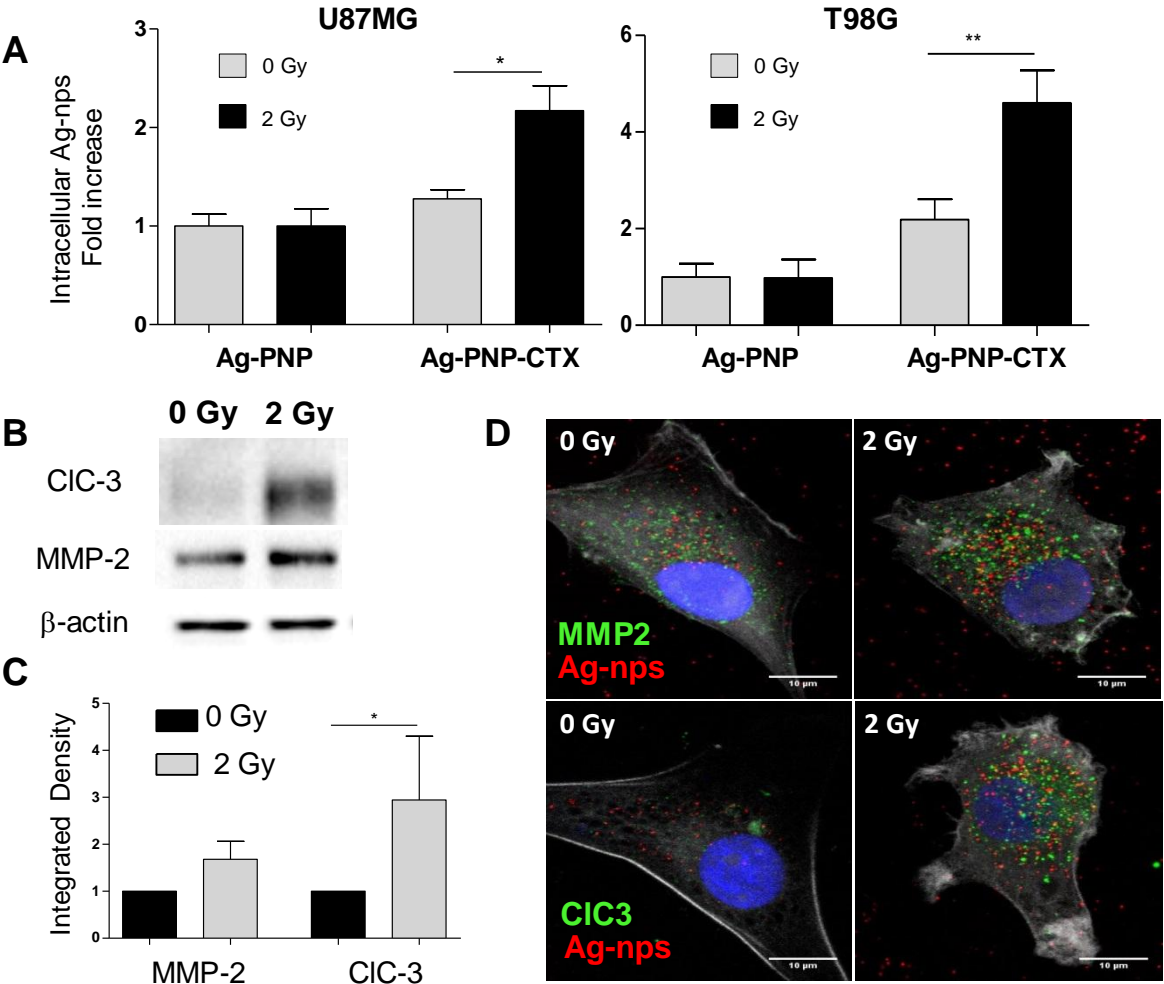 A
U87MG
T98G
Intracellular Ag-nps
Fold increase
3
2
1
0
0 Gy
2 Gy
*
Ag-PNP
Ag-PNP-CTX
6
4
2
0
0 Gy
2 Gy
**
Ag-PNP
Ag-PNP-CTX
B
0 Gy 2 Gy
ClC-3
MMP-2
β-actin
C
Integrated Density
5
4
3
2
1
0
0 Gy
2 Gy
*
MMP-2
ClC-3
D
0 Gy
MMP2
Ag-nps
10 µm
2 Gy
10 µm
0 Gy
ClC3
Ag-nps
10 µm
2 Gy
10 µm